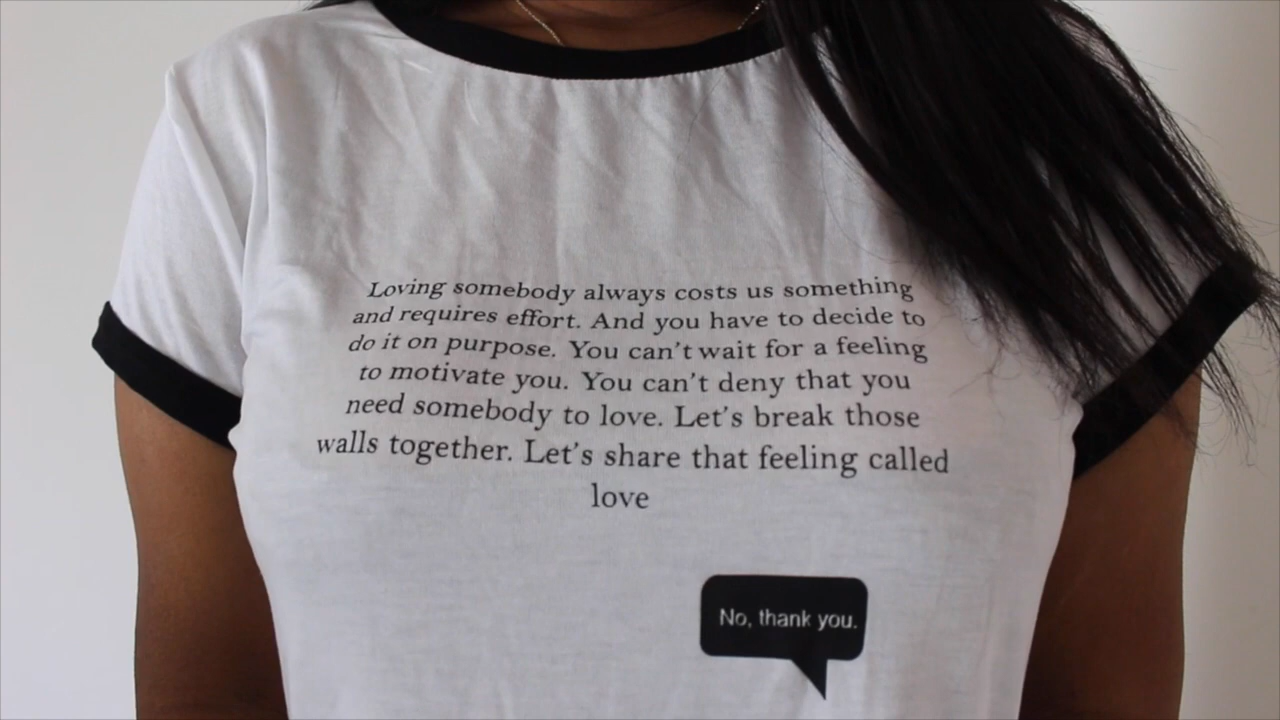 Loving somebody always costs us something
and requires effort. And you have to decide to
do it on purpose. You can't wait for a feeling
to motivate you. You can't deny that you
need somebody to love. Let's break those
walls together. Let's share that feeling called
love
No, thank you.